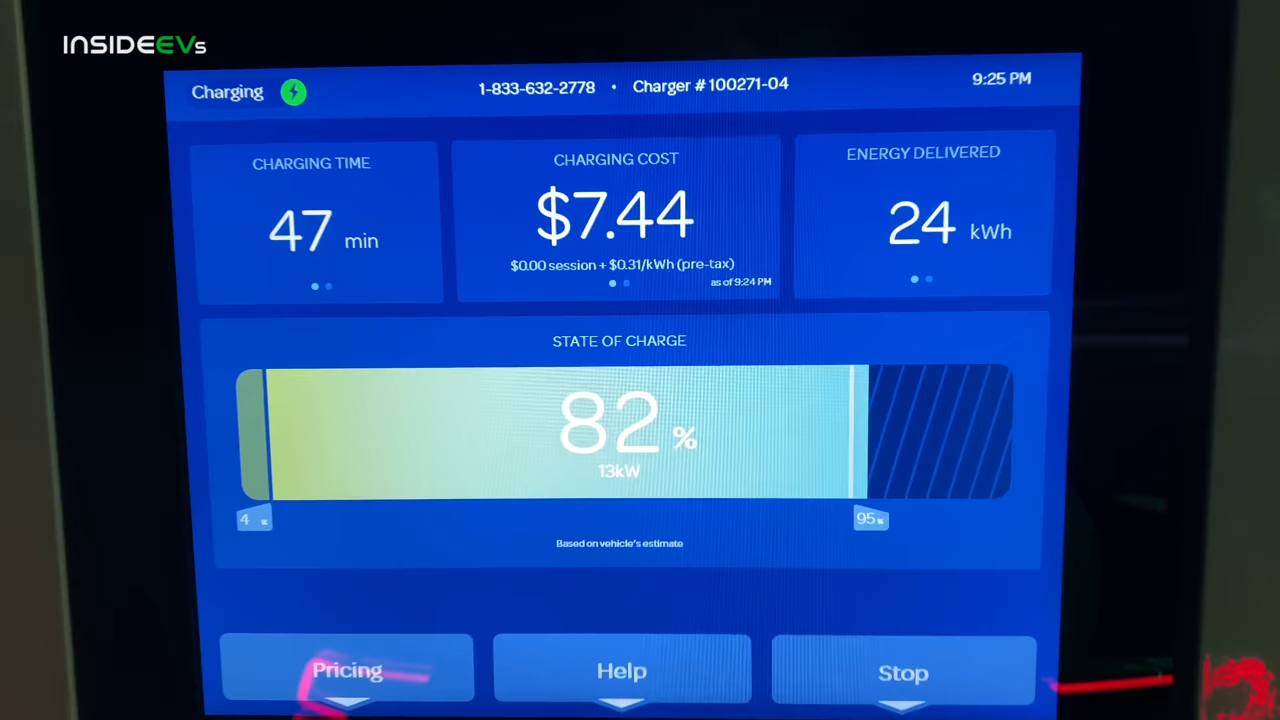 INSIDEEVs
Charging
1-833-632-2778 • Charger # 100271-04
9:25 PM
CHARGING TIME
47 min
CHARGING COST
$7.44
$0.00 session + $0.31/kWh (pre-tax)
as of 9:24 PM
ENERGY DELIVERED
24 kWh
STATE OF CHARGE
82 %
13kW
4 %
95%
Based on vehicle's estimate
Pricing
Help
Stop